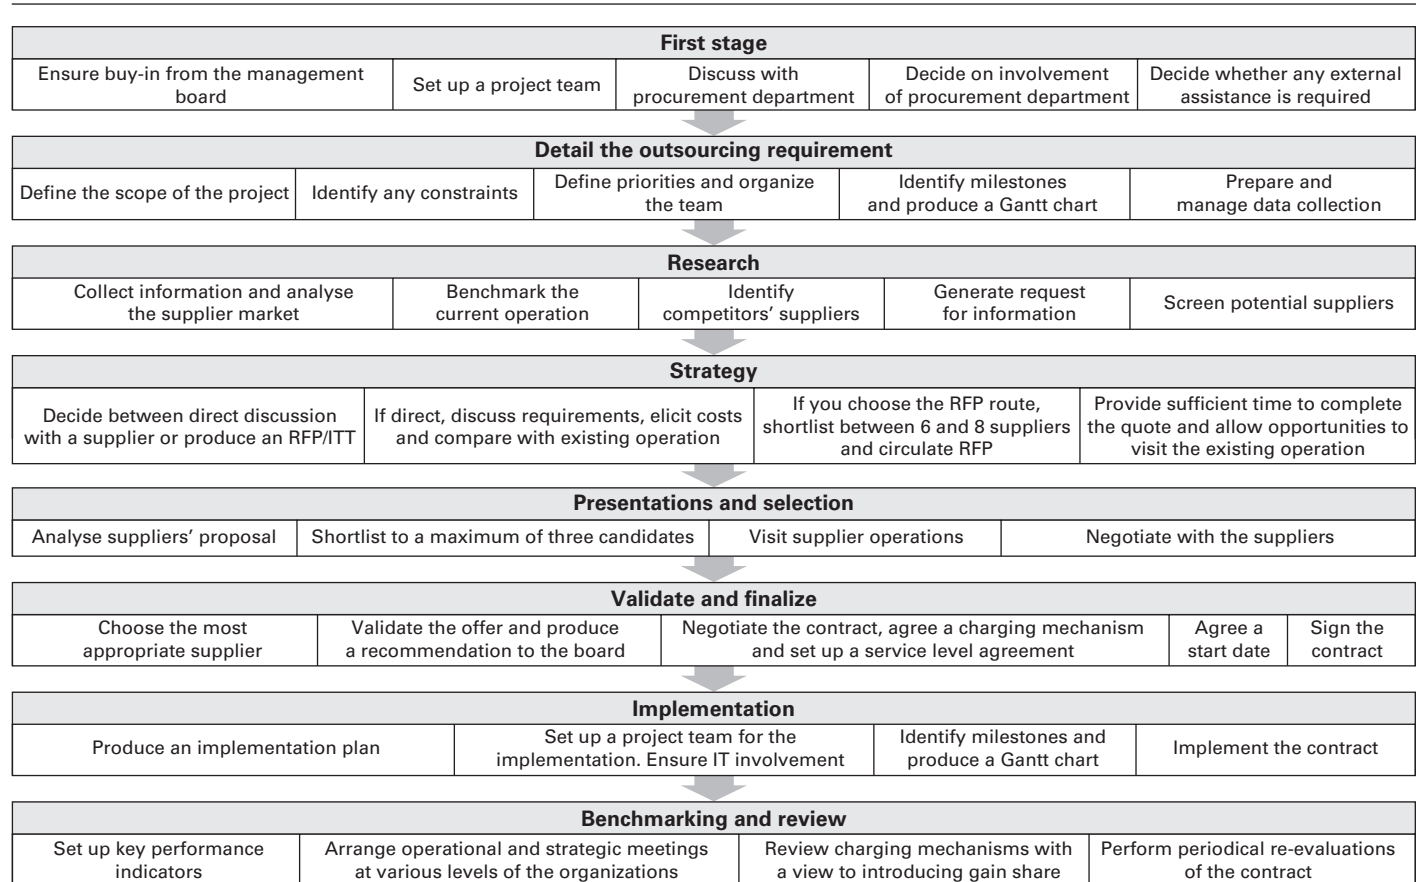 First stage
Ensure buy-in from the management
board
Set up a project team
Discuss with
procurement department
Decide on involvement
of procurement department
Decide whether any external
assistance is required
Detail the outsourcing requirement
Define the scope of the project
Identify any constraints
Define priorities and organize
the team
Identify milestones
and produce a Gantt chart
Prepare and
manage data collection
Research
Collect information and analyse
the supplier market
Benchmark the
current operation
Identify
competitors’ suppliers
Generate request
for information
Screen potential suppliers
Strategy
Decide between direct discussion
with a supplier or produce an RFP/ITT
If direct, discuss requirements, elicit costs
and compare with existing operation
If you choose the RFP route,
shortlist between 6 and 8 suppliers
and circulate RFP
Provide sufficient time to complete
the quote and allow opportunities to
visit the existing operation
Presentations and selection
Analyse suppliers’ proposal
Shortlist to a maximum of three candidates
Visit supplier operations
Negotiate with the suppliers
Validate and finalize
Choose the most
appropriate supplier
Validate the offer and produce
a recommendation to the board
Negotiate the contract, agree a charging mechanism
and set up a service level agreement
Agree a
start date
Sign the
contract
Implementation
Produce an implementation plan
Set up a project team for the
implementation. Ensure IT involvement
Identify milestones and
produce a Gantt chart
Implement the contract
Benchmarking and review
Set up key performance
indicators
Arrange operational and strategic meetings
at various levels of the organizations
Review charging mechanisms with
a view to introducing gain share
Perform periodical re-evaluations
of the contract